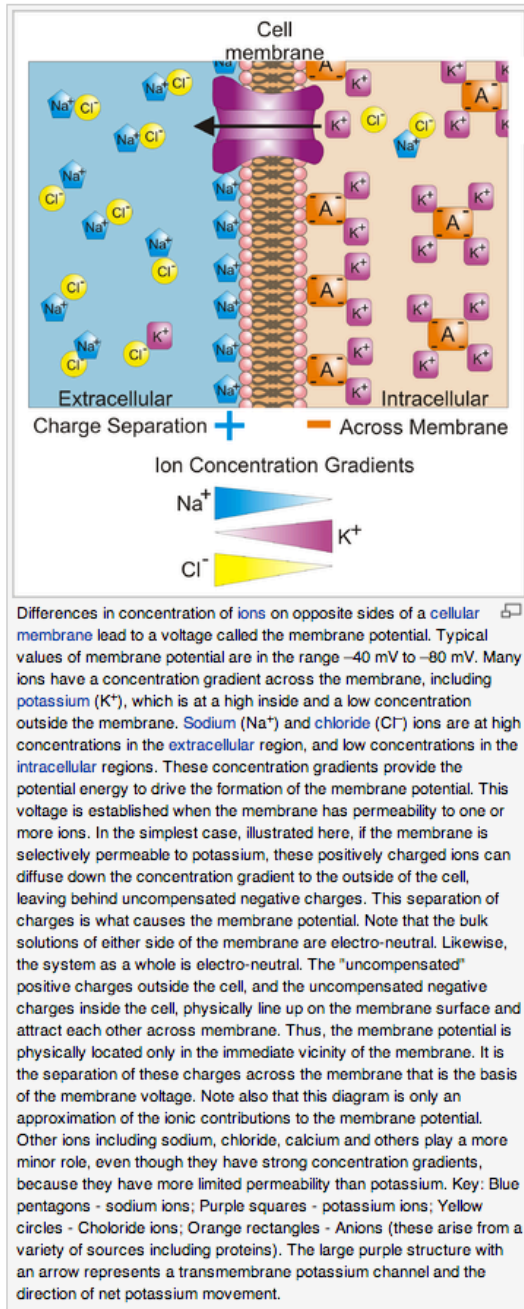 Cell
membrane
Na⁺ Cl⁻ Na⁺ Cl⁻ Na⁺ Cl⁻ Na⁺ Cl⁻ Na⁺ Cl⁻ Na⁺ Cl⁻ Na⁺ Cl⁻ Na⁺ Cl⁻ K⁺ Cl⁻
Na⁺ Na⁺ Na⁺ Na⁺ Na⁺ Na⁺
A A A A A A A
K⁺ Cl⁻ Cl⁻ Na⁺ K⁺ K⁺ K⁺ K⁺ K⁺ K⁺ K⁺ K⁺ K⁺ K⁺ K⁺ K⁺ K⁺ K⁺ K⁺ K⁺
Extracellular Intracellular
Charge Separation + − Across Membrane
Ion Concentration Gradients
Na⁺
K⁺
Cl⁻
Differences in concentration of ions on opposite sides of a cellular
membrane lead to a voltage called the membrane potential. Typical
values of membrane potential are in the range –40 mV to –80 mV. Many
ions have a concentration gradient across the membrane, including
potassium (K⁺), which is at a high inside and a low concentration
outside the membrane. Sodium (Na⁺) and chloride (Cl⁻) ions are at high
concentrations in the extracellular region, and low concentrations in the
intracellular regions. These concentration gradients provide the
potential energy to drive the formation of the membrane potential. This
voltage is established when the membrane has permeability to one or
more ions. In the simplest case, illustrated here, if the membrane is
selectively permeable to potassium, these positively charged ions can
diffuse down the concentration gradient to the outside of the cell,
leaving behind uncompensated negative charges. This separation of
charges is what causes the membrane potential. Note that the bulk
solutions of either side of the membrane are electro-neutral. Likewise,
the system as a whole is electro-neutral. The "uncompensated"
positive charges outside the cell, and the uncompensated negative
charges inside the cell, physically line up on the membrane surface and
attract each other across membrane. Thus, the membrane potential is
physically located only in the immediate vicinity of the membrane. It is
the separation of these charges across the membrane that is the basis
of the membrane voltage. Note also that this diagram is only an
approximation of the ionic contributions to the membrane potential.
Other ions including sodium, chloride, calcium and others play a more
minor role, even though they have strong concentration gradients,
because they have more limited permeability than potassium. Key: Blue
pentagons - sodium ions; Purple squares - potassium ions; Yellow
circles - Choloride ions; Orange rectangles - Anions (these arise from a
variety of sources including proteins). The large purple structure with
an arrow represents a transmembrane potassium channel and the
direction of net potassium movement.